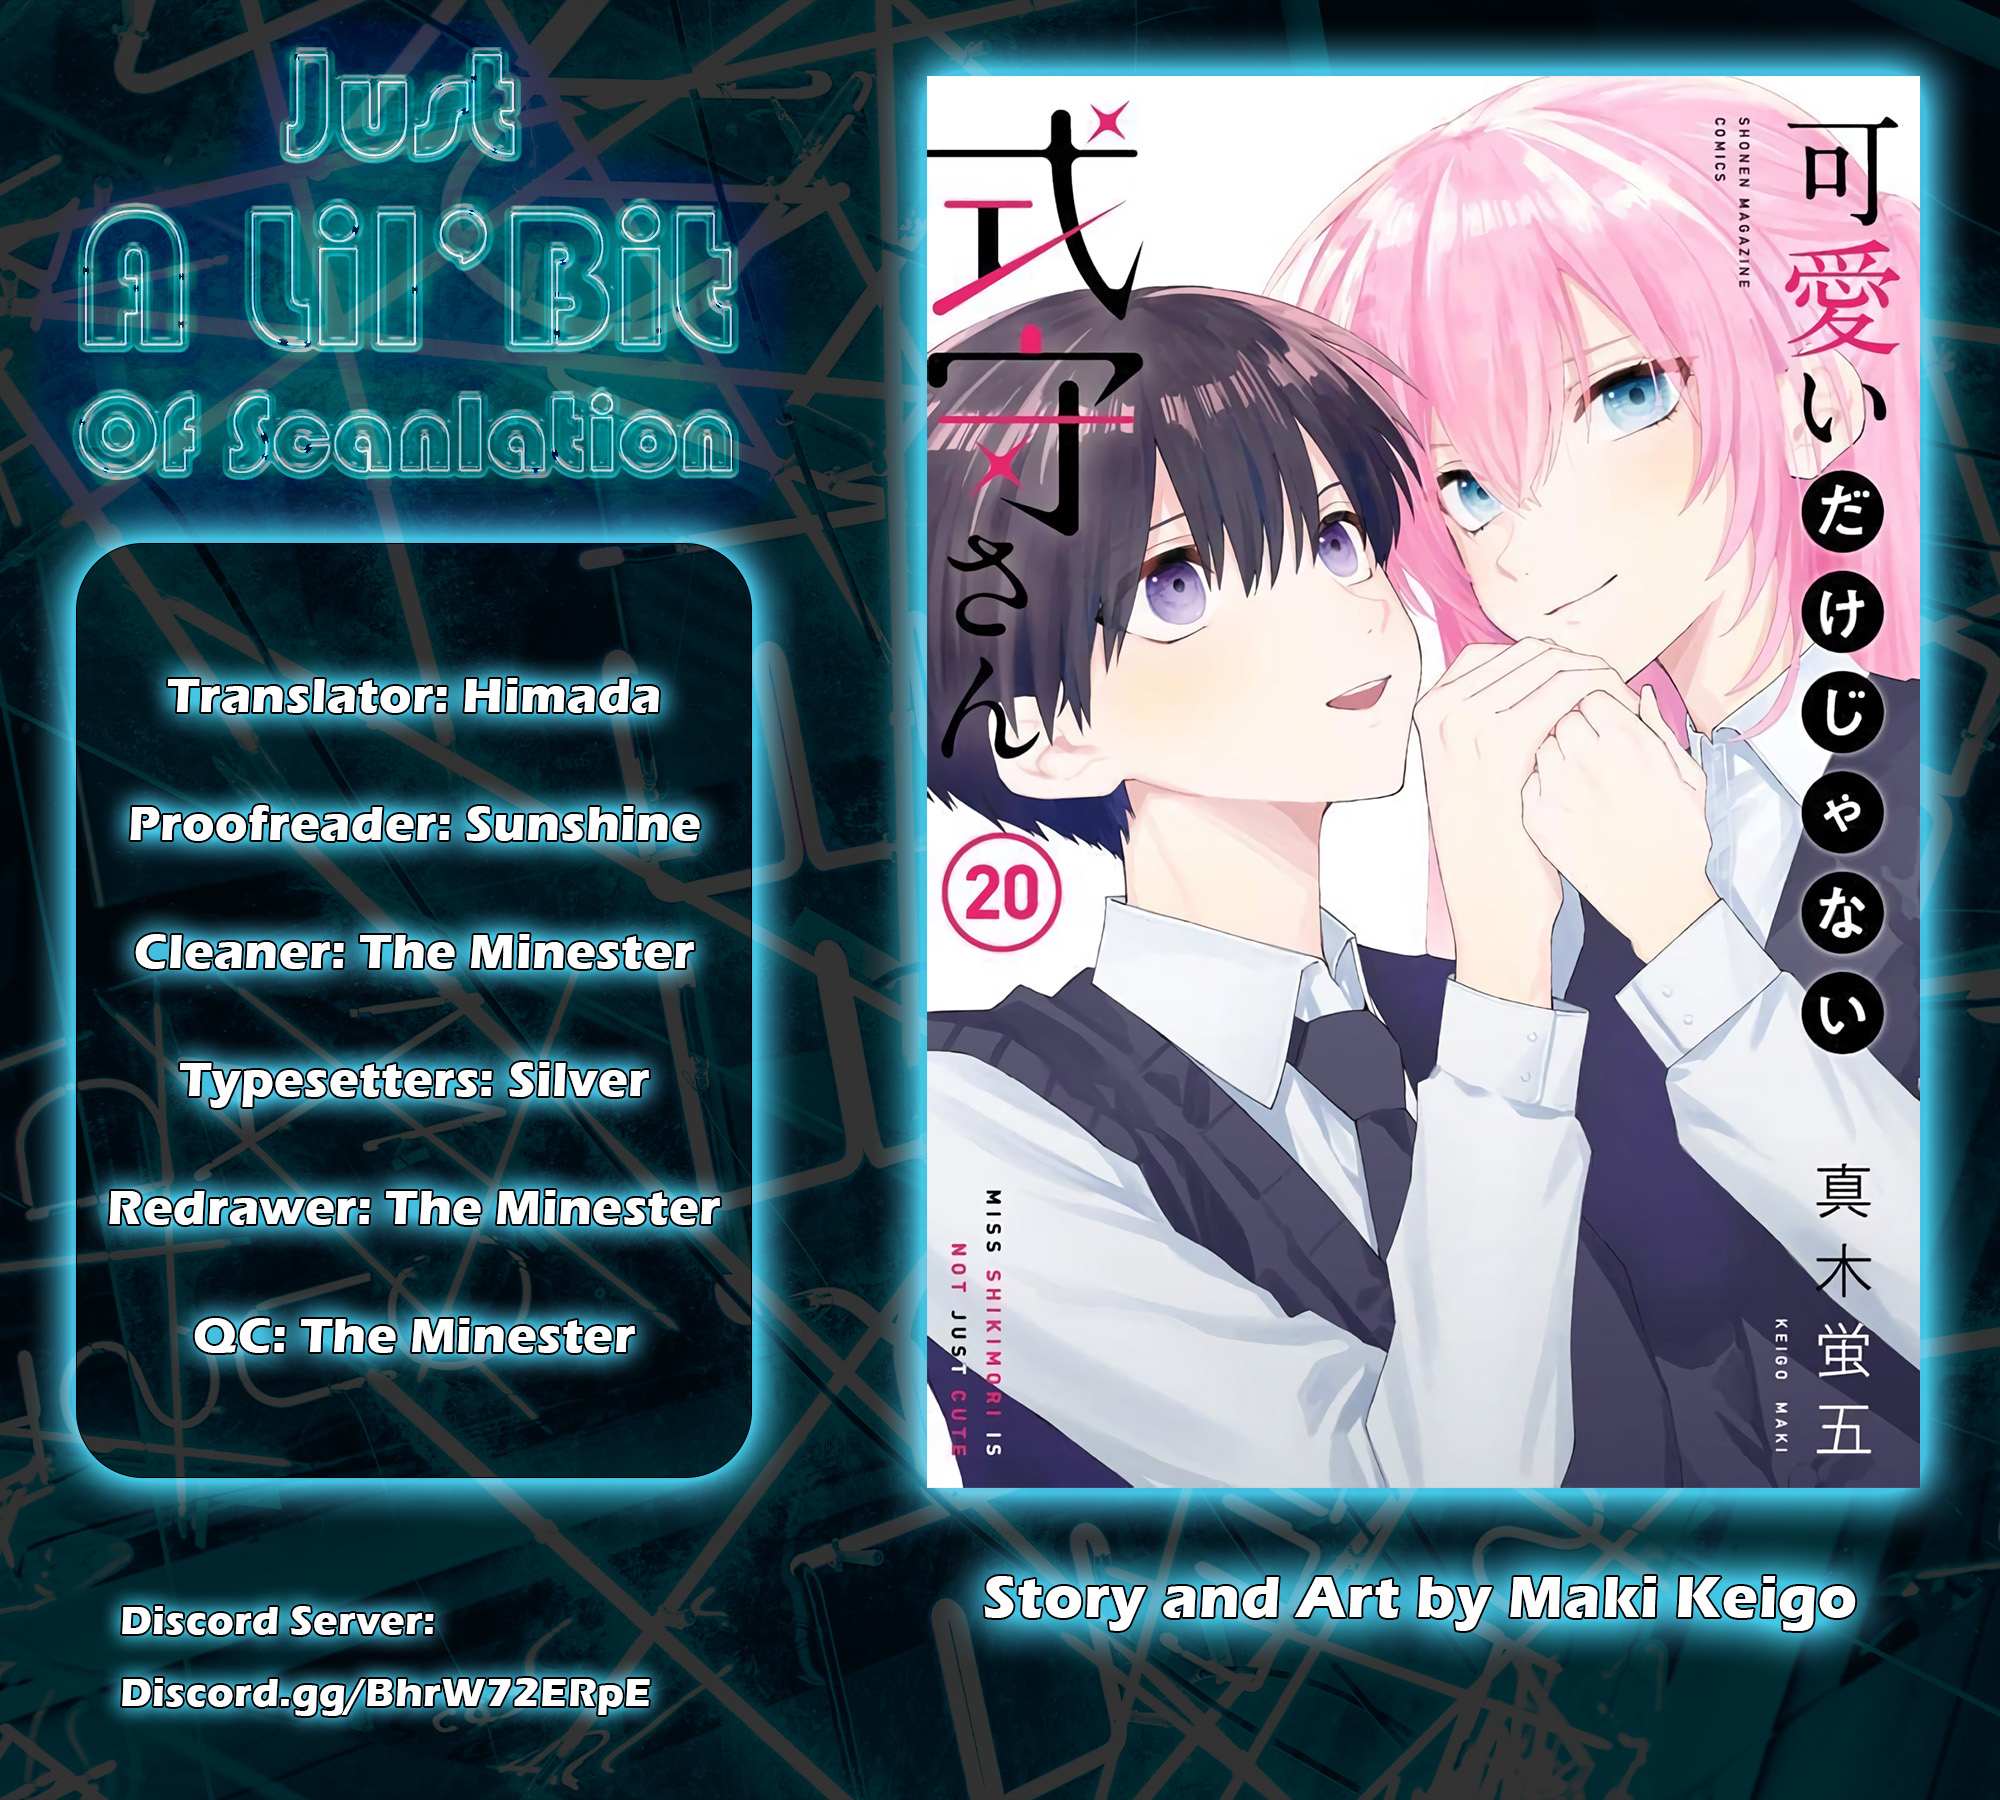 Just
A Lil' Bit
Of Scanlation
Translator: Himada
Proofreader: Sunshine
Cleaner: The Minester
Typesetters: Silver
Redrawer: The Minester
QC: The Minester
Discord Server:
Discord.gg/BhrW72ERpE
SHONEN MAGAZINE
COMICS
可愛いだけじゃない
式守さん
20
真木蛍五
KEIGO MAKI
MISS SHIKIMORI IS
NOT JUST CUTE
Story and Art by Maki Keigo